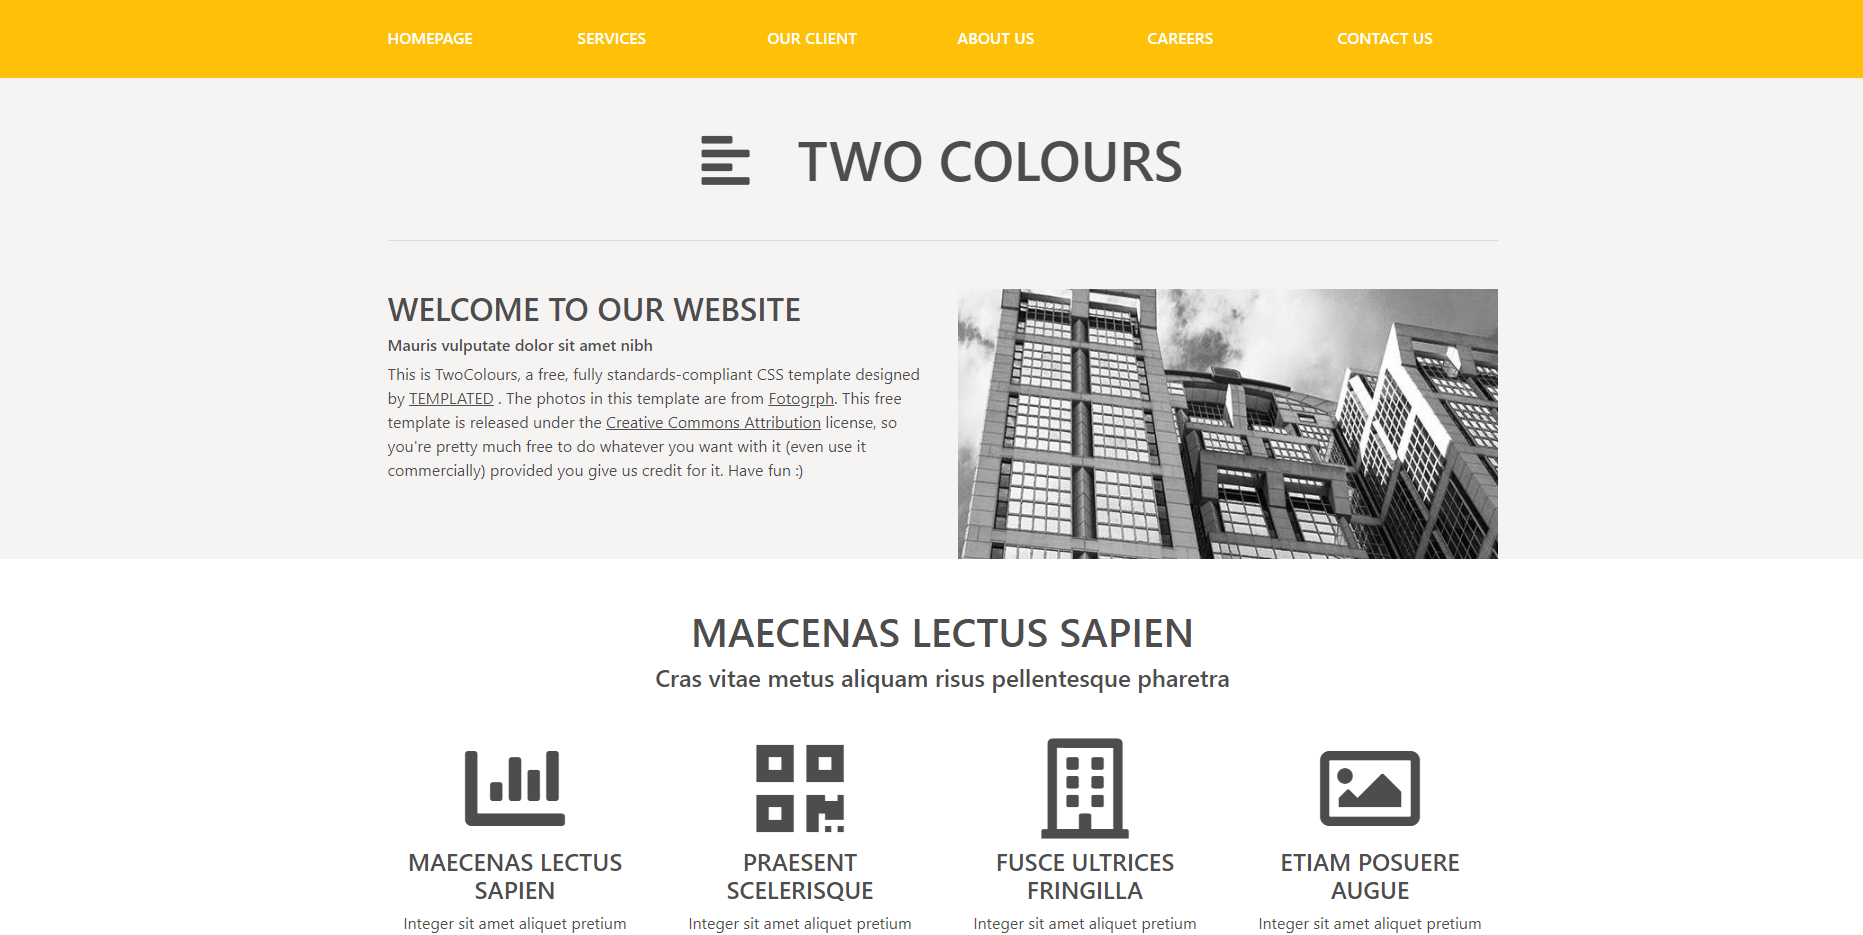 HOMEPAGE SERVICES OUR CLIENT ABOUT US CAREERS CONTACT US
TWO COLOURS
WELCOME TO OUR WEBSITE
Mauris vulputate dolor sit amet nibh
This is TwoColours, a free, fully standards-compliant CSS template designed
by TEMPLATED . The photos in this template are from Fotogrph. This free
template is released under the Creative Commons Attribution license, so
you're pretty much free to do whatever you want with it (even use it
commercially) provided you give us credit for it. Have fun :)
MAECENAS LECTUS SAPIEN
Cras vitae metus aliquam risus pellentesque pharetra
MAECENAS LECTUS
SAPIEN
Integer sit amet aliquet pretium
PRAESENT
SCELERISQUE
Integer sit amet aliquet pretium
FUSCE ULTRICES
FRINGILLA
Integer sit amet aliquet pretium
ETIAM POSUERE
AUGUE
Integer sit amet aliquet pretium